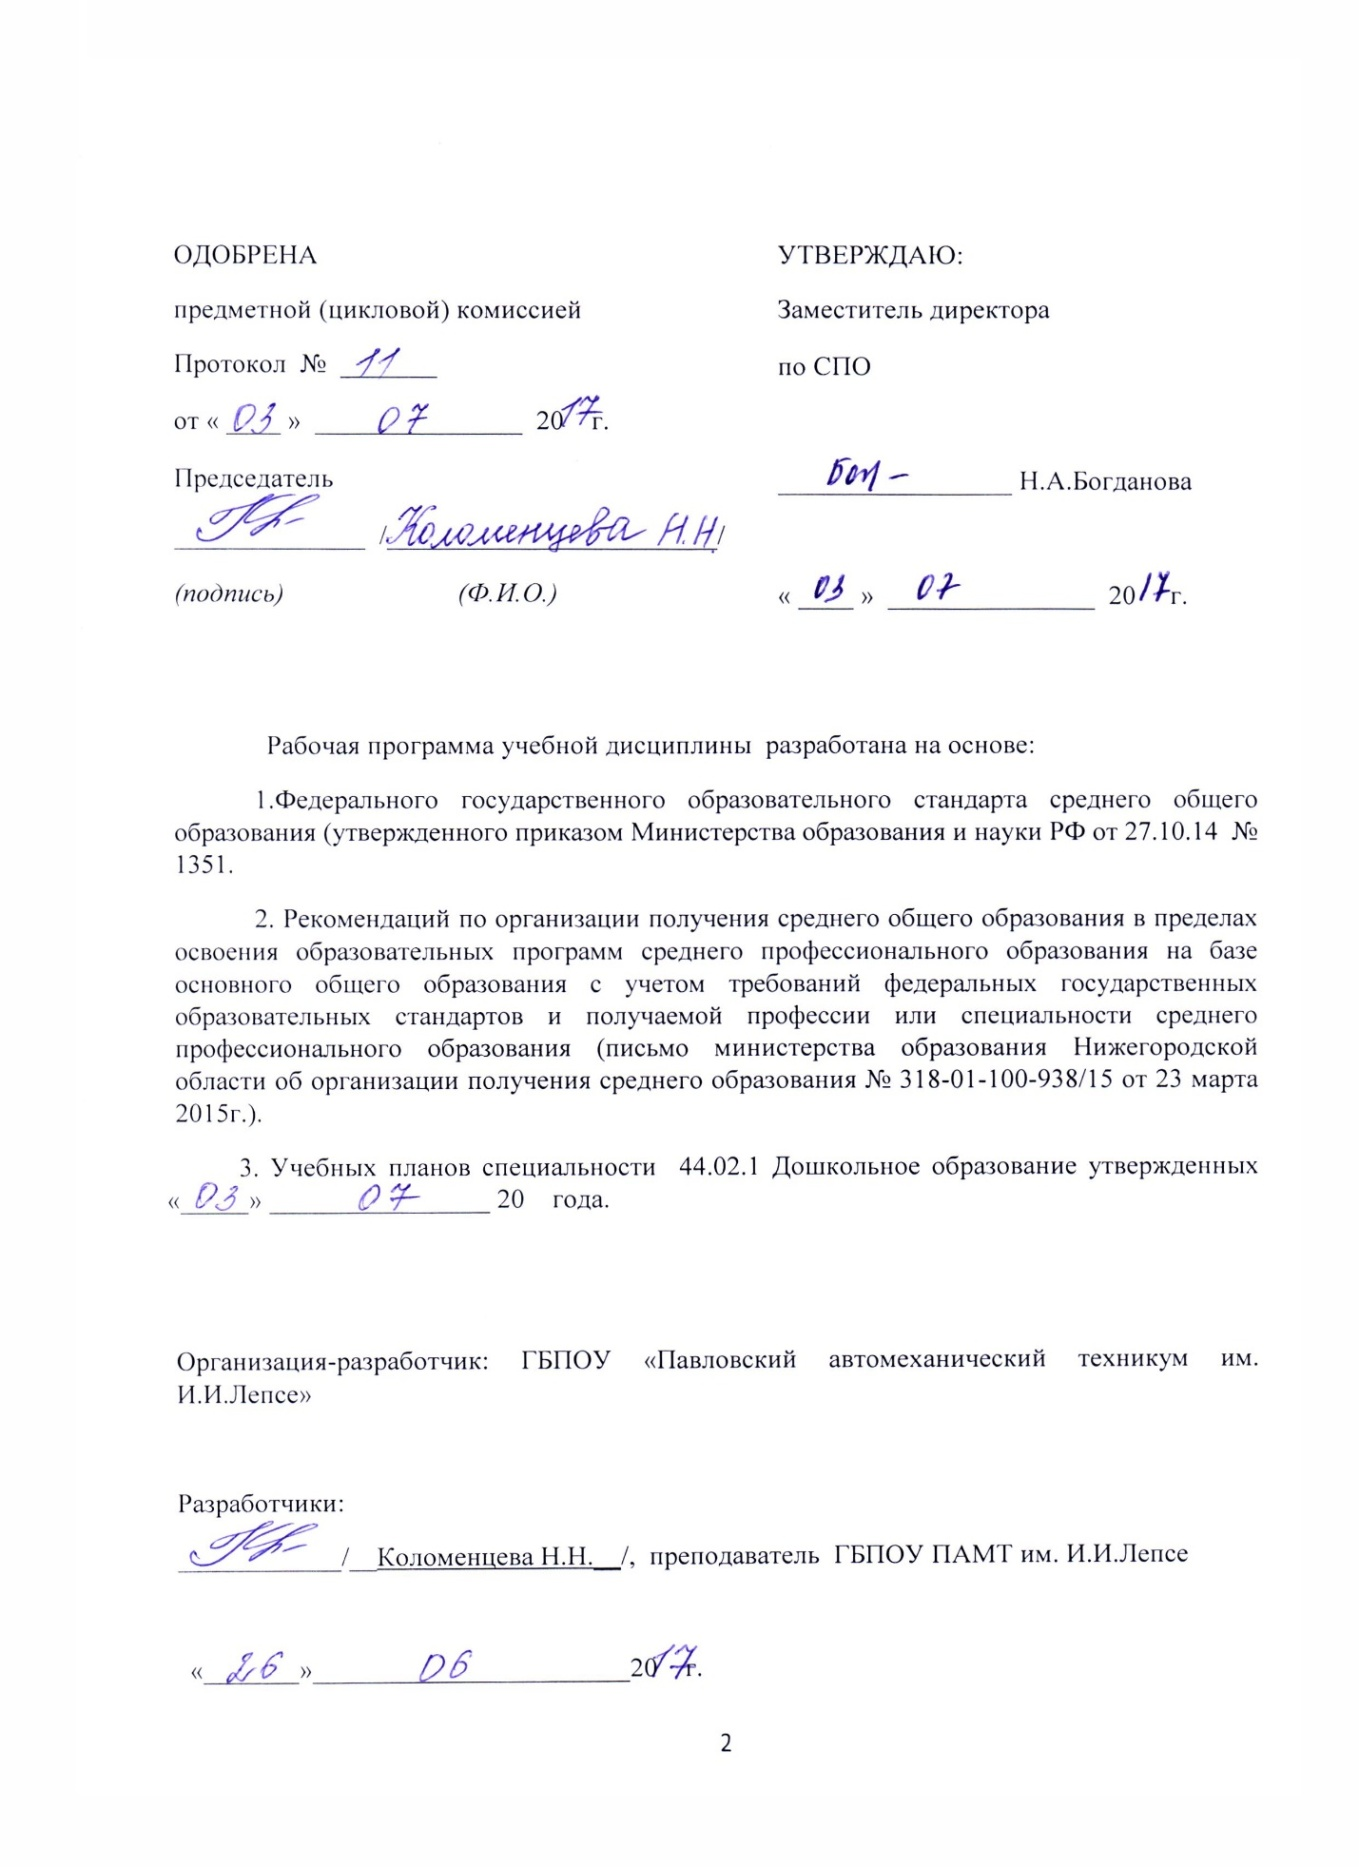 ОДОБРЕНА
предметной (цикловой) комиссией
Протокол № 11
от « 03 » 07 2017г.
Председатель
/Коломенцева Н.Н/
(подпись) (Ф.И.О.)
УТВЕРЖДАЮ:
Заместитель директора
по СПО
Н.А.Богданова
« 03 » 07 2017г.
Рабочая программа учебной дисциплины разработана на основе:
1.Федерального государственного образовательного стандарта среднего общего
образования (утвержденного приказом Министерства образования и науки РФ от 27.10.14 №
1351.
2. Рекомендаций по организации получения среднего общего образования в пределах
освоения образовательных программ среднего профессионального образования на базе
основного общего образования с учетом требований федеральных государственных
образовательных стандартов и получаемой профессии или специальности среднего
профессионального образования (письмо министерства образования Нижегородской
области об организации получения среднего образования № 318-01-100-938/15 от 23 марта
2015г.).
3. Учебных планов специальности 44.02.1 Дошкольное образование утвержденных
« 03 » 07 20 года.
Организация-разработчик: ГБПОУ «Павловский автомеханический техникум им.
И.И.Лепсе»
Разработчики:
/ Коломенцева Н.Н. /, преподаватель ГБПОУ ПАМТ им. И.И.Лепсе
« 26 » 06 2017г.
2